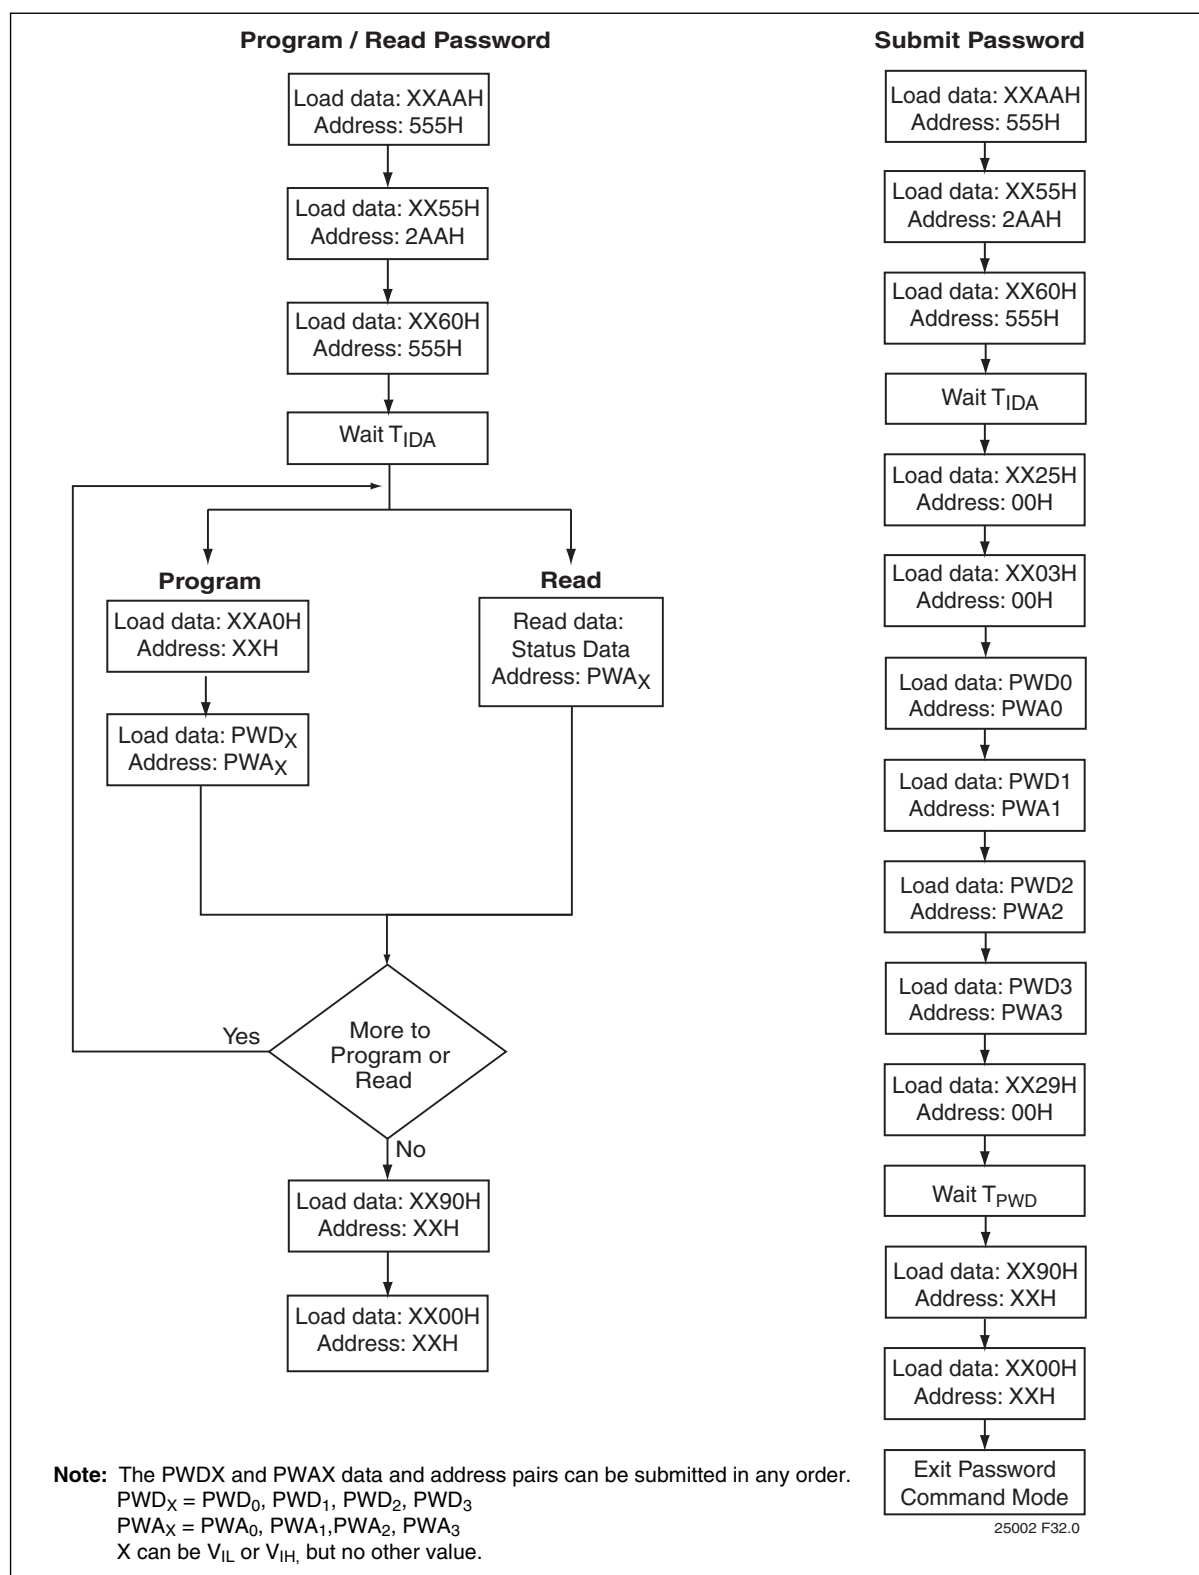 Program / Read Password
Load data: XXAAH
Address: 555H
Load data: XX55H
Address: 2AAH
Load data: XX60H
Address: 555H
Wait TIDA
Program
Load data: XXA0H
Address: XXH
Load data: PWDX
Address: PWAX
Read
Read data:
Status Data
Address: PWAX
Yes
More to
Program or
Read
No
Load data: XX90H
Address: XXH
Load data: XX00H
Address: XXH
Submit Password
Load data: XXAAH
Address: 555H
Load data: XX55H
Address: 2AAH
Load data: XX60H
Address: 555H
Wait TIDA
Load data: XX25H
Address: 00H
Load data: XX03H
Address: 00H
Load data: PWD0
Address: PWA0
Load data: PWD1
Address: PWA1
Load data: PWD2
Address: PWA2
Load data: PWD3
Address: PWA3
Load data: XX29H
Address: 00H
Wait TPWD
Load data: XX90H
Address: XXH
Load data: XX00H
Address: XXH
Exit Password
Command Mode
25002 F32.0
Note: The PWDX and PWAX data and address pairs can be submitted in any order.
PWDX = PWD0, PWD1, PWD2, PWD3
PWAX = PWA0, PWA1,PWA2, PWA3
X can be VIL or VIH, but no other value.